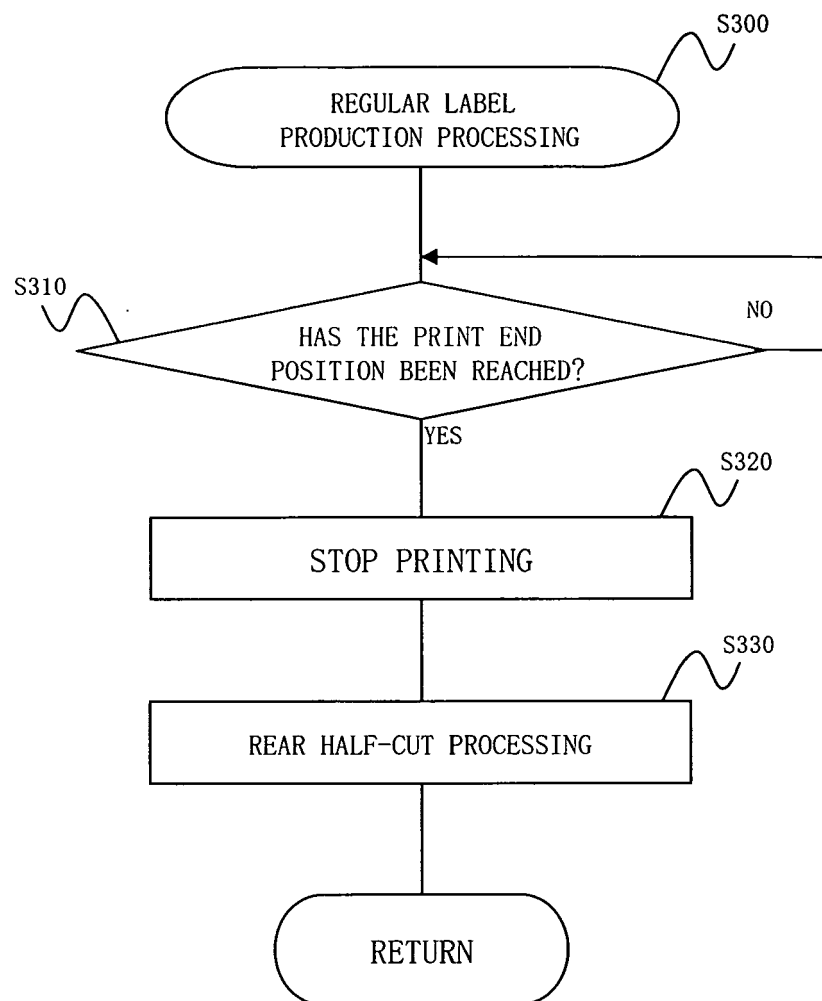 S300
REGULAR LABEL
PRODUCTION PROCESSING
S310
NO
HAS THE PRINT END
POSITION BEEN REACHED?
YES
S320
STOP PRINTING
S330
REAR HALF-CUT PROCESSING
RETURN